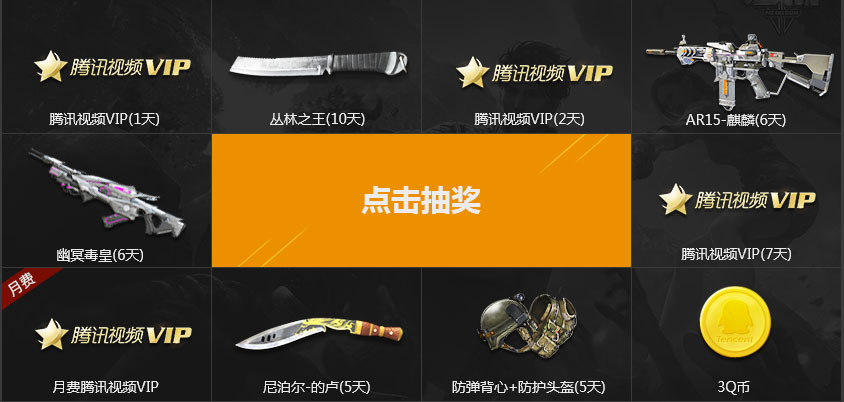 腾讯视频VIP
腾讯视频VIP(1天)
丛林之王(10天)
腾讯视频VIP
腾讯视频VIP(2天)
AR15-麒麟(6天)
幽冥毒皇(6天)
点击抽奖
腾讯视频VIP
腾讯视频VIP(7天)
月费
腾讯视频VIP
月费腾讯视频VIP
尼泊尔-的卢(5天)
防弹背心+防护头盔(5天)
Tencent
3Q币